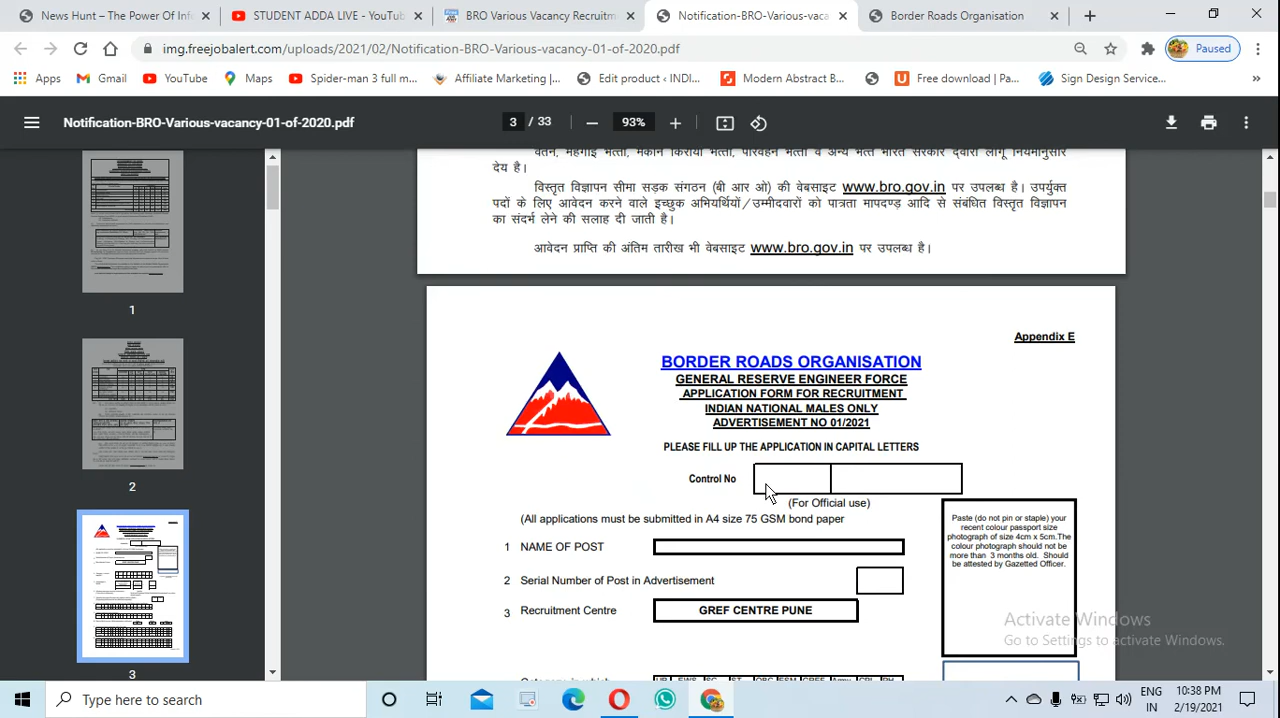 News Hunt – The Power Of Inf
STUDENT ADDA LIVE - YouTub
BRO Various Vacancy Recruitm
Notification-BRO-Various-vaca
Border Roads Organisation
img.freejobalert.com/uploads/2021/02/Notification-BRO-Various-vacancy-01-of-2020.pdf
Paused
Apps
Gmail
YouTube
Maps
Spider-man 3 full m...
Affiliate Marketing |...
Edit product ‹ INDI...
Modern Abstract B...
Free download | Pa...
Sign Design Service...
»
Notification-BRO-Various-vacancy-01-of-2020.pdf
3 / 33
93%
देय है।
विस्तृत विज्ञापन सीमा सड़क संगठन (बी आर ओ) की वेबसाइट www.bro.gov.in पर उपलब्ध है। उपर्युक्त
पदों के लिए आवेदन करने वाले इच्छुक अभियर्थियों/उम्मीदवारों को पात्रता मापदण्ड आदि से संबंधित विस्तृत विज्ञापन
का संदर्भ लेने की सलाह दी जाती है।
आवेदन प्राप्ति की अंतिम तारीख भी वेबसाइट www.bro.gov.in पर उपलब्ध है।
1
2
3
Appendix E
BORDER ROADS ORGANISATION
GENERAL RESERVE ENGINEER FORCE
APPLICATION FORM FOR RECRUITMENT
INDIAN NATIONAL MALES ONLY
ADVERTISEMENT NO 01/2021
PLEASE FILL UP THE APPLICATION IN CAPITAL LETTERS
Control No
(For Official use)
(All applications must be submitted in A4 size 75 GSM bond paper
1 NAME OF POST
2 Serial Number of Post in Advertisement
3 Recruitment Centre
GREF CENTRE PUNE
Paste (do not pin or staple) your
recent colour passport size
photograph of size 4cm x 5cm.The
colour photograph should not be
more than 3 months old. Should
be attested by Gazetted Officer.
Activate Windows
Go to Settings to activate Windows.
Type here to search
ENG
IN
10:38 PM
2/19/2021